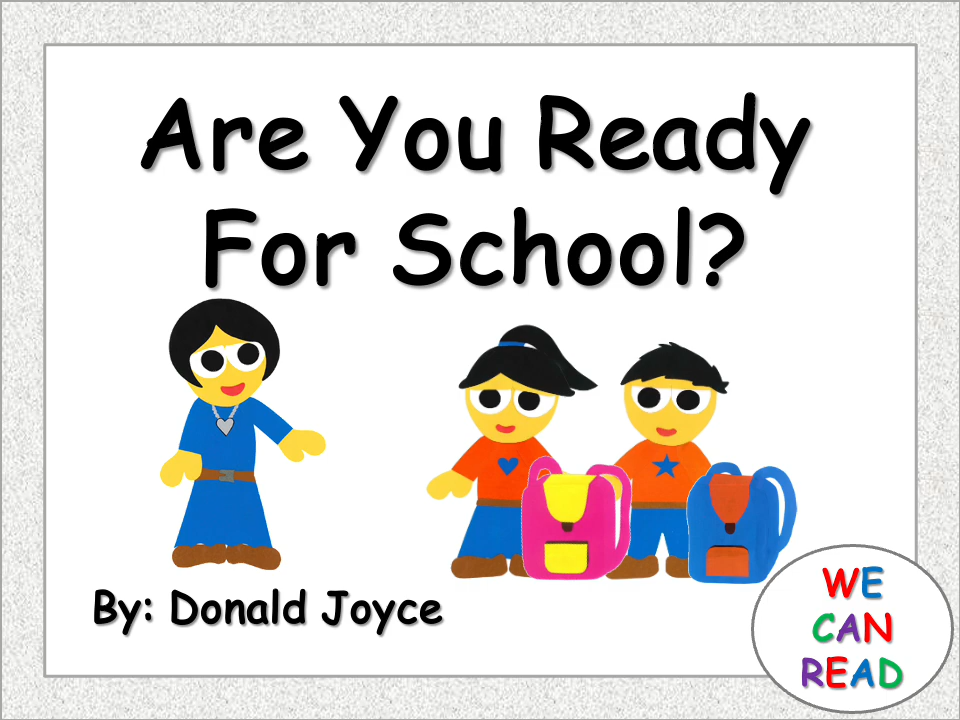 Are You Ready
For School?
By: Donald Joyce
WE
CAN
READ